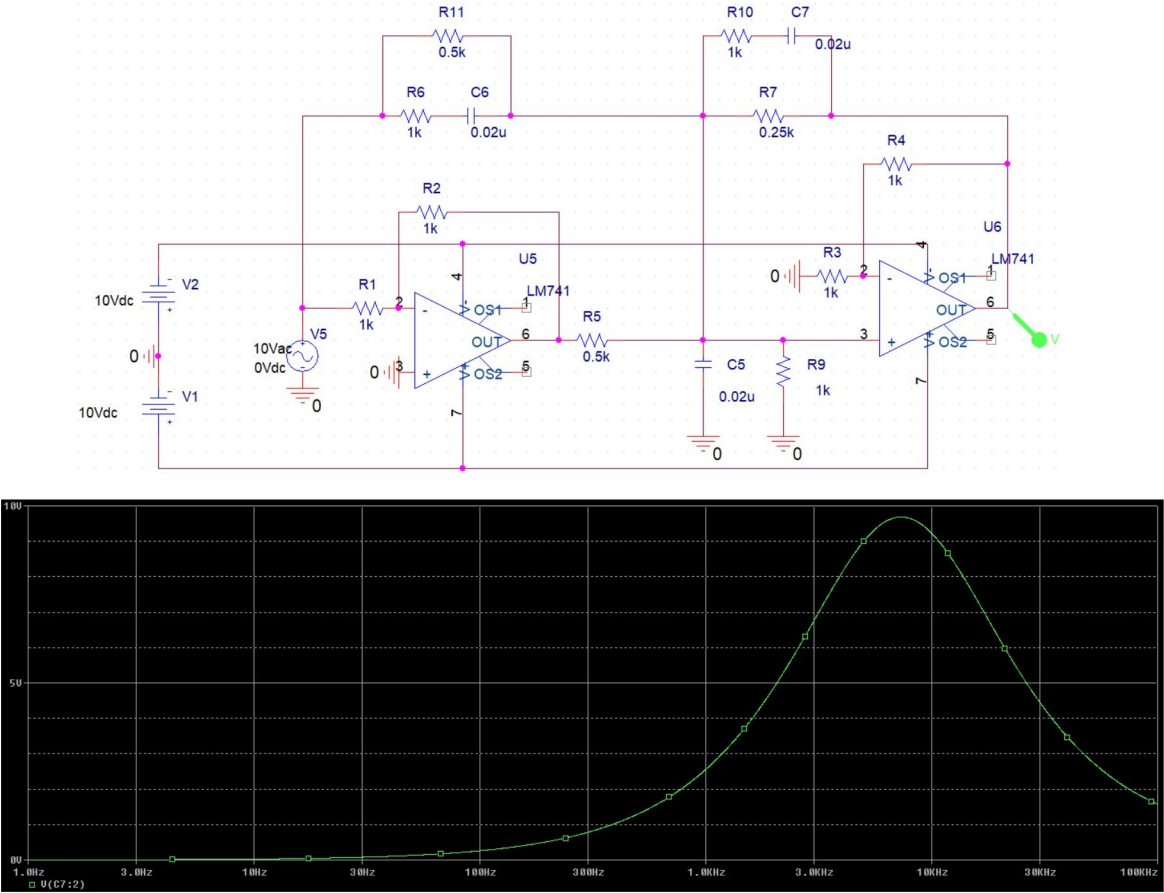 R11
0.5k
R10
C7
1k
0.02u
R6
C6
1k
0.02u
R7
0.25k
R4
1k
R2
1k
U6
LM741
U5
LM741
4
4
R3
1k
0
2
-
V-
OS1
1
OUT
6
+
3
V+
OS2
5
7
V
V2
10Vdc
-
+
0
V1
10Vdc
-
+
R1
1k
2
-
V-
OS1
1
OUT
6
3
+
V+
OS2
5
7
0
V5
10Vac
0Vdc
+
-
0
R5
0.5k
C5
0.02u
0
R9
1k
0
10V
5V
0V
1.0Hz 3.0Hz 10Hz 30Hz 100Hz 300Hz 1.0KHz 3.0KHz 10KHz 30KHz 100KHz
V(C7:2)